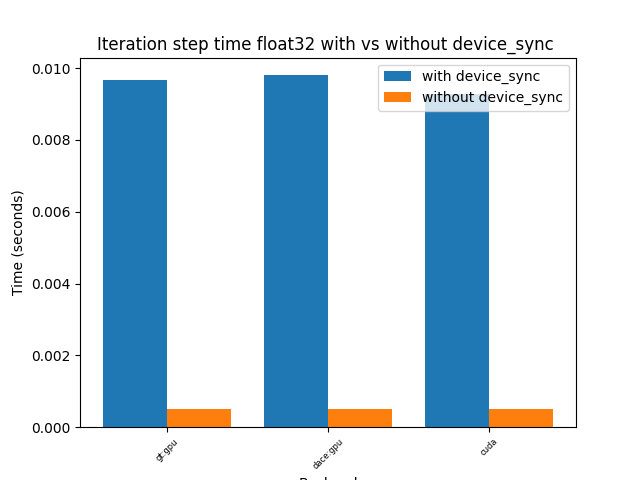 Iteration step time float32 with vs without device_sync
with device_sync
without device_sync
Time (seconds)
0.010
0.008
0.006
0.004
0.002
0.000
gt:gpu
dace:gpu
cuda